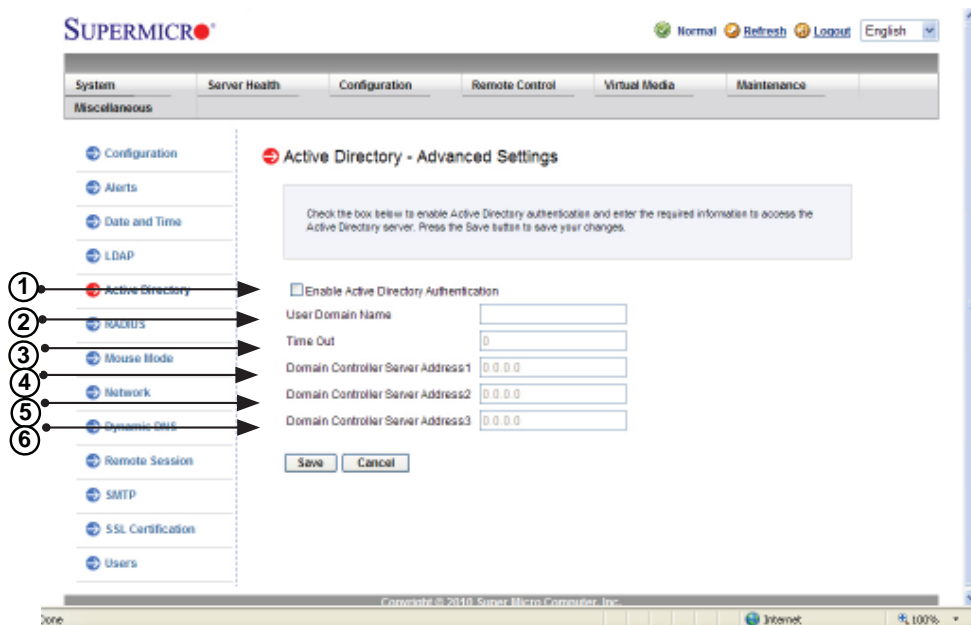 SUPERMICRO
Normal Refresh Logout English
System Server Health Configuration Remote Control Virtual Media Maintenance
Miscellaneous
Configuration
Alerts
Date and Time
LDAP
Active Directory
RADIUS
Mouse Mode
Network
Dynamic DNS
Remote Session
SMTP
SSL Certification
Users
Active Directory - Advanced Settings
Check the box below to enable Active Directory authentication and enter the required information to access the
Active Directory server. Press the Save button to save your changes.
1 Enable Active Directory Authentication
2 User Domain Name
3 Time Out 0
4 Domain Controller Server Address1 0.0.0.0
5 Domain Controller Server Address2 0.0.0.0
6 Domain Controller Server Address3 0.0.0.0
Save Cancel
Copyright © 2010 Super Micro Computer, Inc.
Done Internet 100%